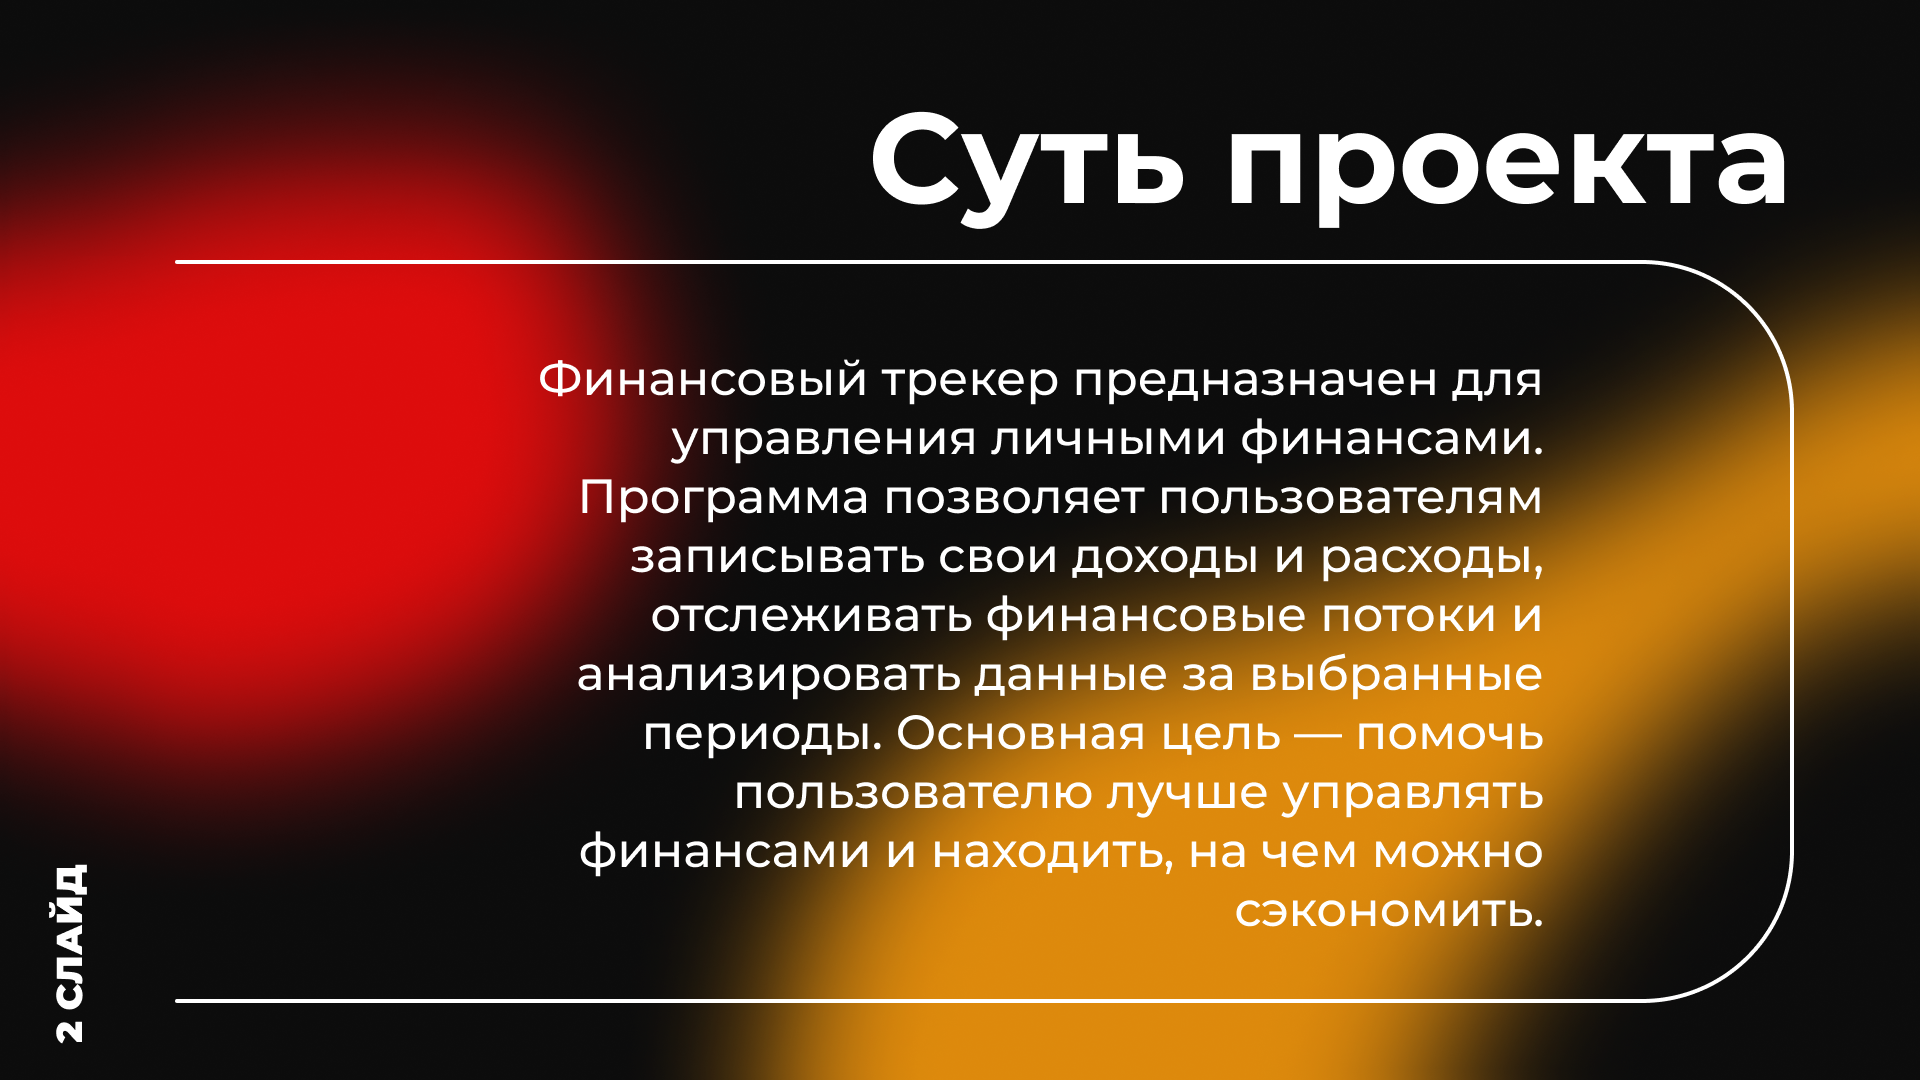 Суть проекта
Финансовый трекер предназначен для
управления личными финансами.
Программа позволяет пользователям
записывать свои доходы и расходы,
отслеживать финансовые потоки и
анализировать данные за выбранные
периоды. Основная цель — помочь
пользователю лучше управлять
финансами и находить, на чем можно
сэкономить.
2 СЛАЙД